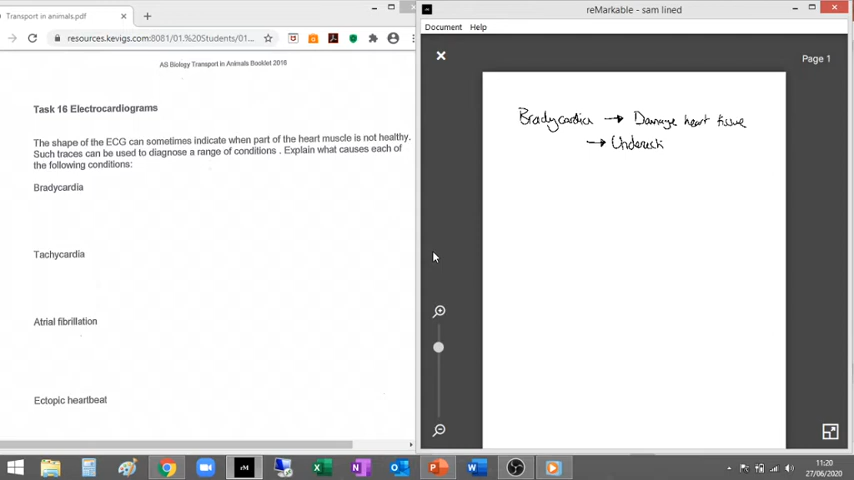 Transport in animals.pdf
resources.kevigs.com:8081/01.%20Students/01...
AS Biology Transport in Animals Booklet 2016
Task 16 Electrocardiograms
The shape of the ECG can sometimes indicate when part of the heart muscle is not healthy.
Such traces can be used to diagnose a range of conditions . Explain what causes each of
the following conditions:
Bradycardia
Tachycardia
Atrial fibrillation
Ectopic heartbeat
reMarkable - sam lined
Document Help
Page 1
Bradycardia → Damage heart tissue
→ Underacti
11:20
27/06/2020